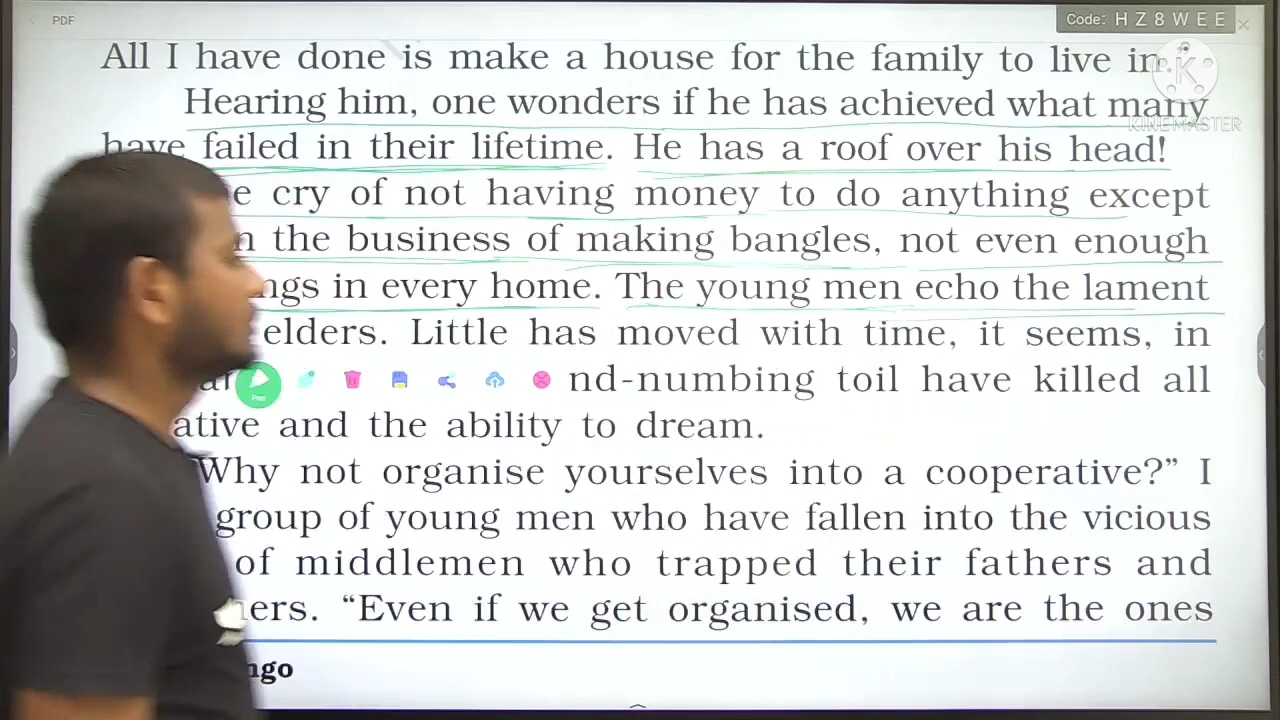 PDF
Code: H Z 8 W E E
K
KINEMASTER
All I have done is make a house for the family to live in.
Hearing him, one wonders if he has achieved what many
have failed in their lifetime. He has a roof over his head!
cry of not having money to do anything except
the business of making bangles, not even enough
in every home. The young men echo the lament
elders. Little has moved with time, it seems, in
Pen
nd-numbing toil have killed all
ative and the ability to dream.
Why not organise yourselves into a cooperative?” I
group of young men who have fallen into the vicious
of middlemen who trapped their fathers and
“Even if we get organised, we are the ones